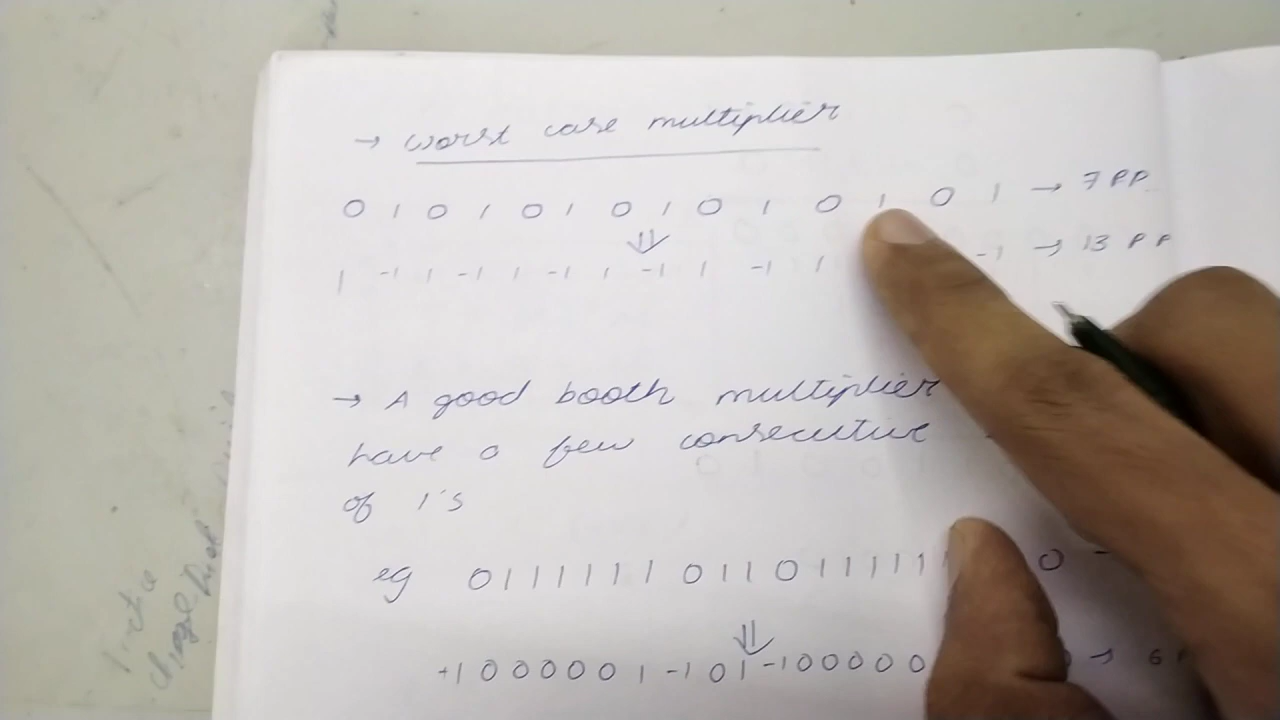 → worst case multiplier
0 1 0 1 0 1 0 1 0 1 0 1 0 1 → 7 PP
1 -1 1 -1 1 -1 1 -1 1 -1 1 -1 → 13 PP
→ A good booth multiplier
have a few consecutive
of 1's
eg 0 1 1 1 1 1 1 0 1 1 0 1 1 1 1 1 0
+1 0 0 0 0 0 1 -1 0 1 -1 0 0 0 0 0 → 6